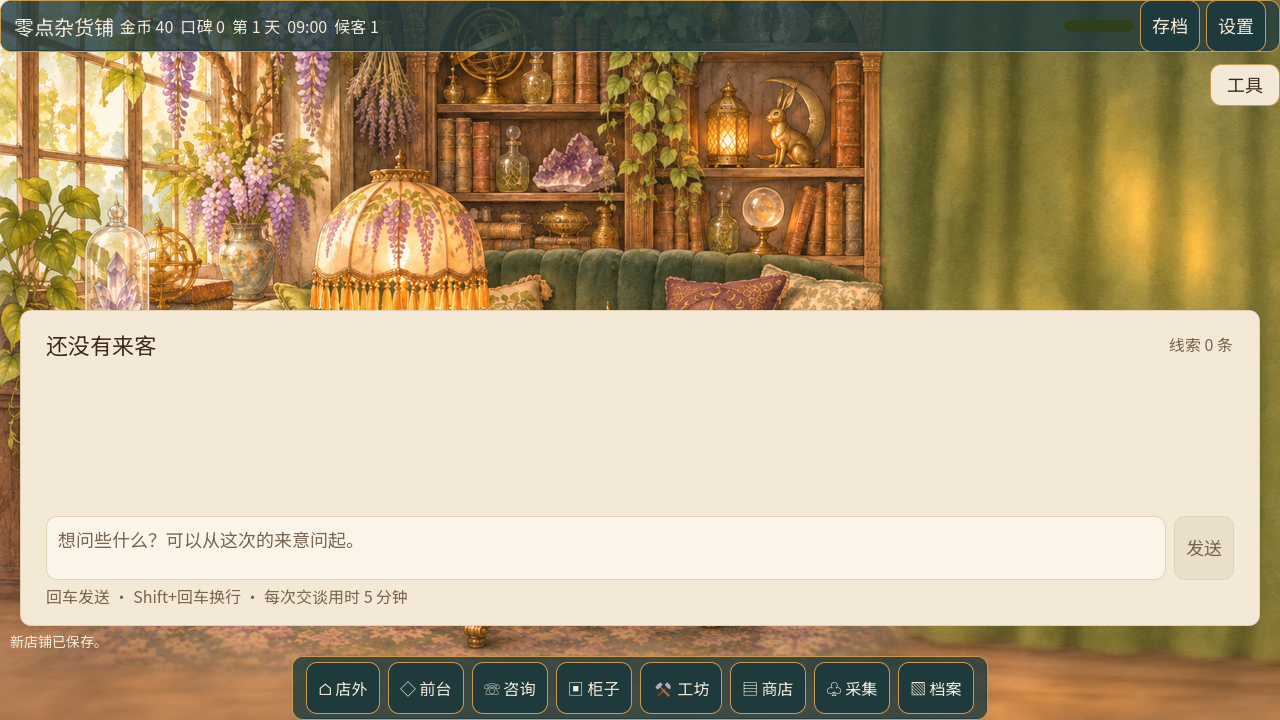 零点杂货铺 金币 40 口碑 0 第 1 天 09:00 候客 1
存档 设置
工具
还没有来客
线索 0 条
想问些什么？可以从这次的来意问起。
发送
回车发送 · Shift+回车换行 · 每次交谈用时 5 分钟
新店铺已保存。
店外 前台 咨询 柜子 工坊 商店 采集 档案